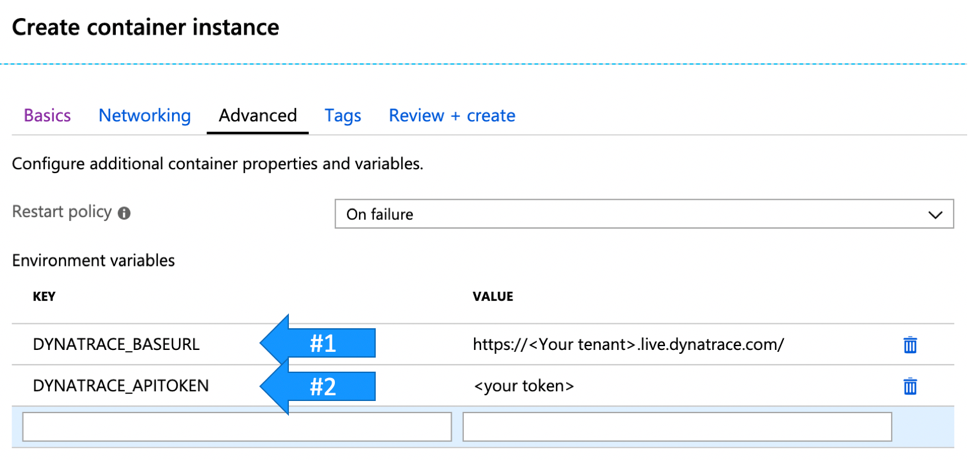 Create container instance
Basics Networking Advanced Tags Review + create
Configure additional container properties and variables.
Restart policy On failure
Environment variables
KEY VALUE
DYNATRACE_BASEURL #1 https://<Your tenant>.live.dynatrace.com/
DYNATRACE_APITOKEN #2 <your token>